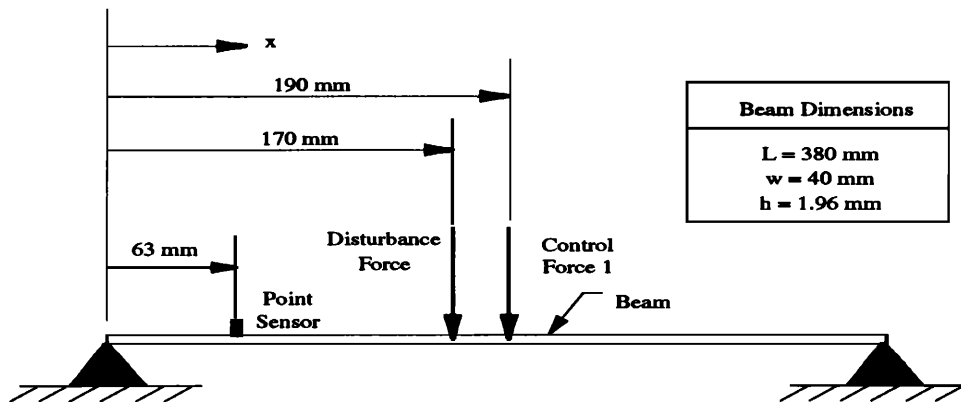 x
190 mm
170 mm
Beam Dimensions
L = 380 mm
w = 40 mm
h = 1.96 mm
63 mm
Point
Sensor
Disturbance
Force
Control
Force 1
Beam